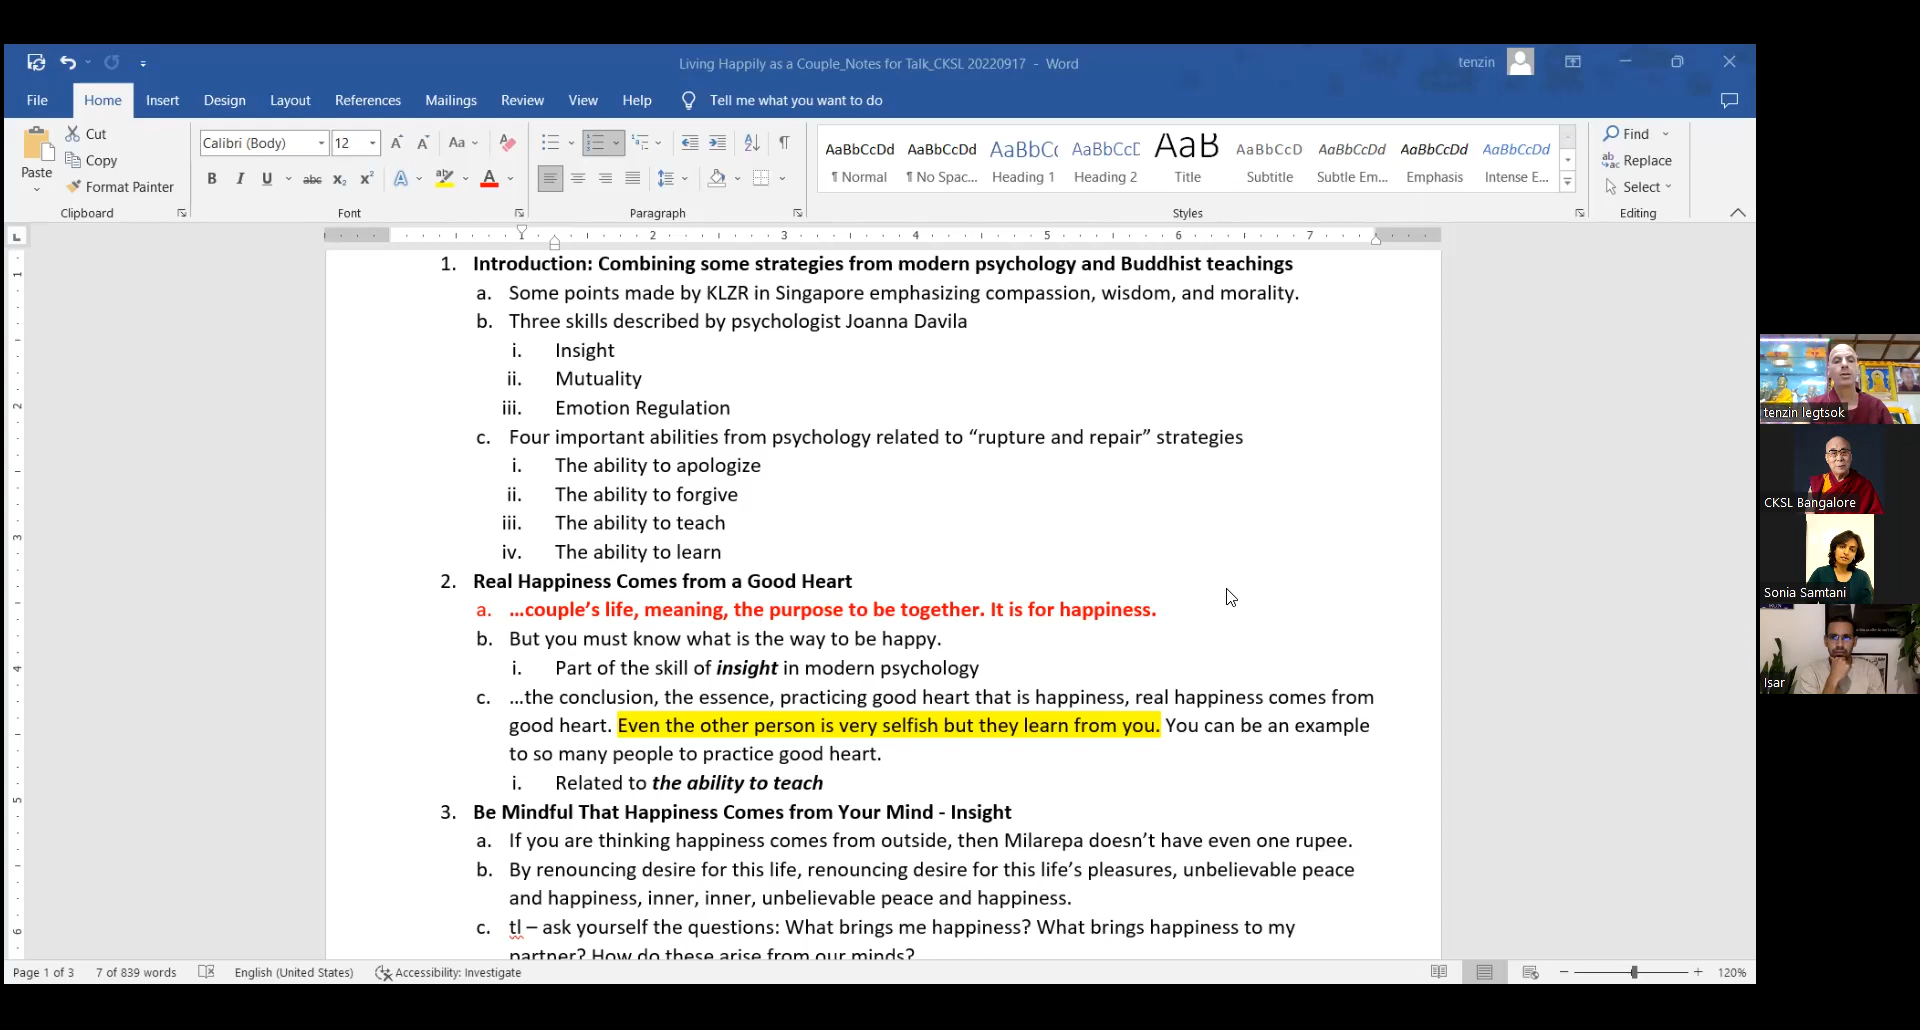 Living Happily as a Couple_Notes for Talk_CKSL 20220917 - Word
tenzin
File Home Insert Design Layout References Mailings Review View Help Tell me what you want to do
Paste
Cut
Copy
Format Painter
Clipboard
Calibri (Body) 12
Font
Paragraph
AaBbCcDd AaBbCcDd AaBbC( AaBbCcD AaB AaBbCcD AaBbCcDd AaBbCcDd AaBbCcDd
¶ Normal ¶ No Spac... Heading 1 Heading 2 Title Subtitle Subtle Em... Emphasis Intense E...
Styles
Find
Replace
Select
Editing
1 2 3 4 5 6 7
1. Introduction: Combining some strategies from modern psychology and Buddhist teachings
a. Some points made by KLZR in Singapore emphasizing compassion, wisdom, and morality.
b. Three skills described by psychologist Joanna Davila
i. Insight
ii. Mutuality
iii. Emotion Regulation
c. Four important abilities from psychology related to “rupture and repair” strategies
i. The ability to apologize
ii. The ability to forgive
iii. The ability to teach
iv. The ability to learn
2. Real Happiness Comes from a Good Heart
a. …couple’s life, meaning, the purpose to be together. It is for happiness.
b. But you must know what is the way to be happy.
i. Part of the skill of insight in modern psychology
c. …the conclusion, the essence, practicing good heart that is happiness, real happiness comes from
good heart. Even the other person is very selfish but they learn from you. You can be an example
to so many people to practice good heart.
i. Related to the ability to teach
3. Be Mindful That Happiness Comes from Your Mind - Insight
a. If you are thinking happiness comes from outside, then Milarepa doesn’t have even one rupee.
b. By renouncing desire for this life, renouncing desire for this life’s pleasures, unbelievable peace
and happiness, inner, inner, unbelievable peace and happiness.
c. tl – ask yourself the questions: What brings me happiness? What brings happiness to my
partner? How do these arise from our minds?
Page 1 of 3 7 of 839 words English (United States) Accessibility: Investigate 120%
tenzin legtsok
CKSL Bangalore
Sonia Samtani
Isar